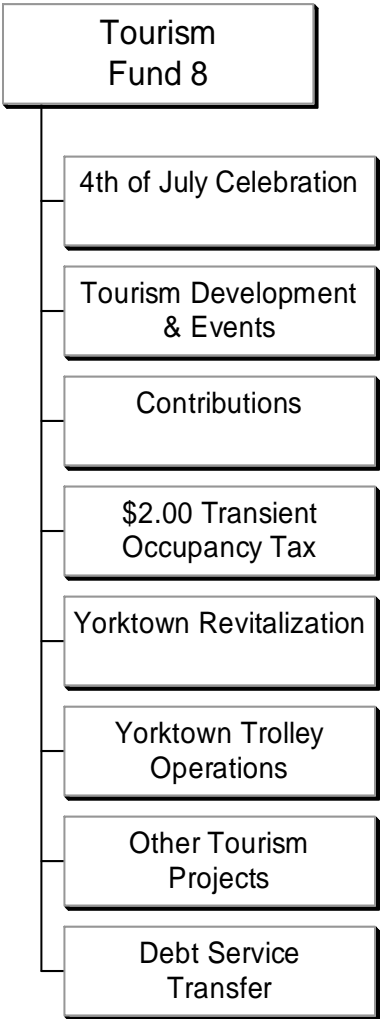 Tourism
Fund 8
4th of July Celebration
Tourism Development
& Events
Contributions
$2.00 Transient
Occupancy Tax
Yorktown Revitalization
Yorktown Trolley
Operations
Other Tourism
Projects
Debt Service
Transfer